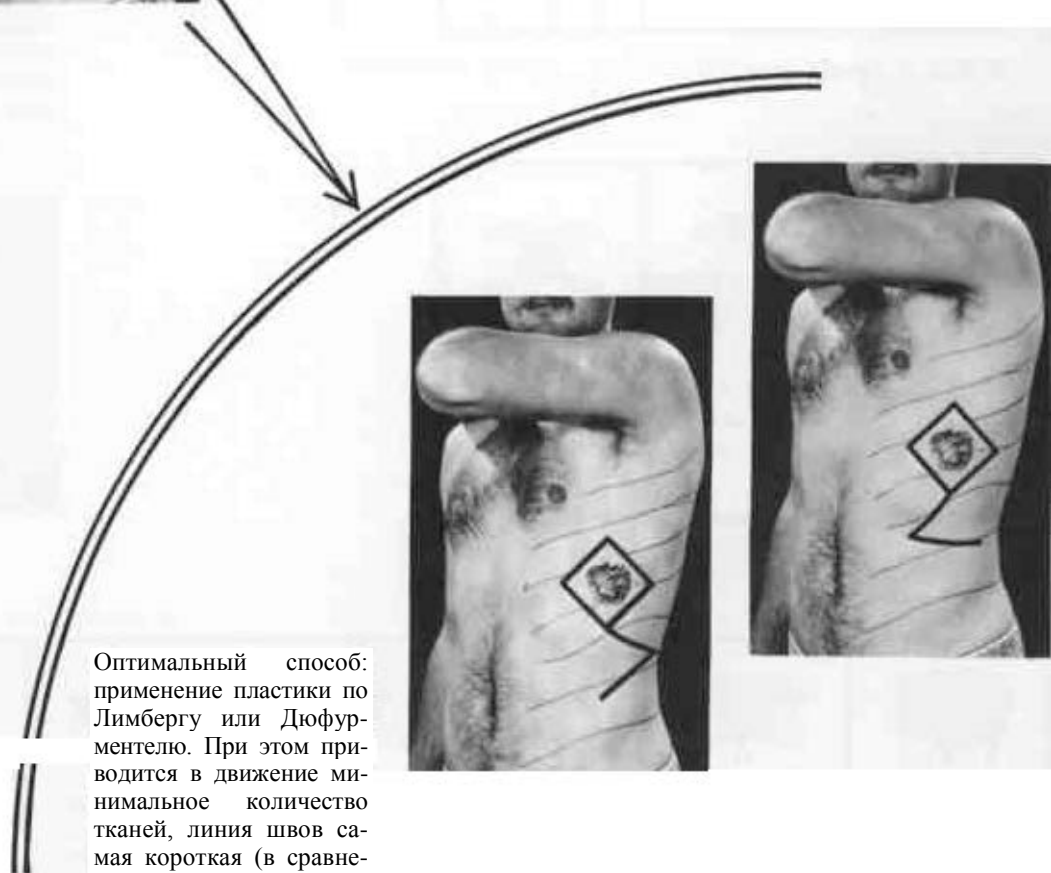 Оптимальный способ:
применение пластики по
Лимбергу или Дюфур-
ментелю. При этом при-
водится в движение ми-
нимальное количество
тканей, линия швов са-
мая короткая (в сравне-